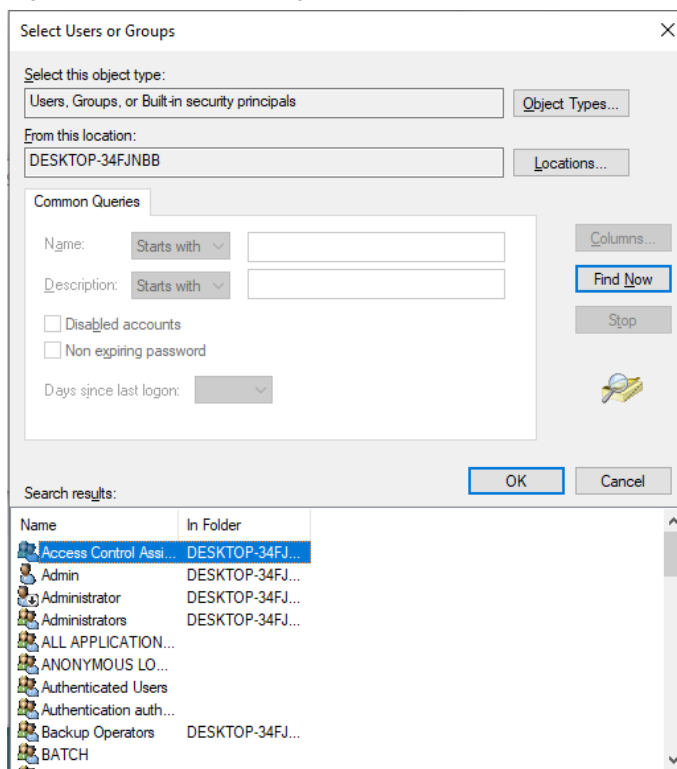 Select Users or Groups
Select this object type:
Users, Groups, or Built-in security principals
Object Types...
From this location:
DESKTOP-34FJNBB
Locations...
Common Queries
Name: Starts with
Columns...
Description: Starts with
Find Now
Disabled accounts
Stop
Non expiring password
Days since last logon:
OK Cancel
Search results:
Name In Folder
Access Control Assi... DESKTOP-34FJ...
Admin DESKTOP-34FJ...
Administrator DESKTOP-34FJ...
Administrators DESKTOP-34FJ...
ALL APPLICATION...
ANONYMOUS LO...
Authenticated Users
Authentication auth...
Backup Operators DESKTOP-34FJ...
BATCH